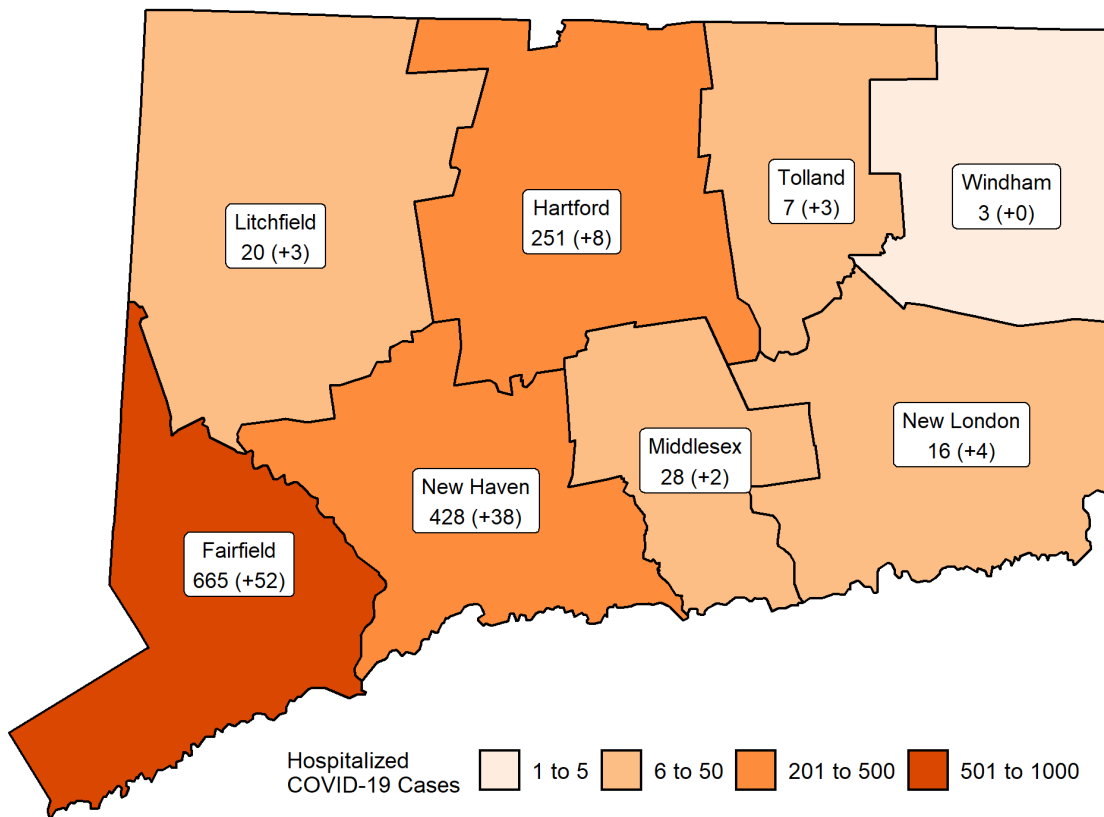 Litchfield
20 (+3)
Hartford
251 (+8)
Tolland
7 (+3)
Windham
3 (+0)
Fairfield
665 (+52)
New Haven
428 (+38)
Middlesex
28 (+2)
New London
16 (+4)
Hospitalized
COVID-19 Cases
1 to 5
6 to 50
201 to 500
501 to 1000